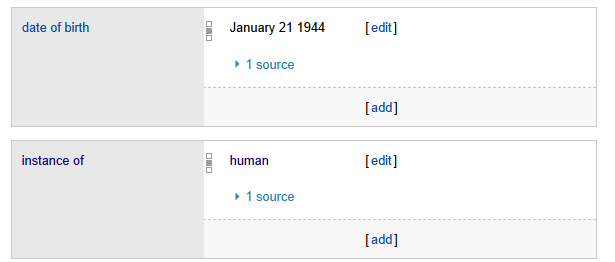 date of birth January 21 1944 [edit]
1 source
[add]
instance of human [edit]
1 source
[add]